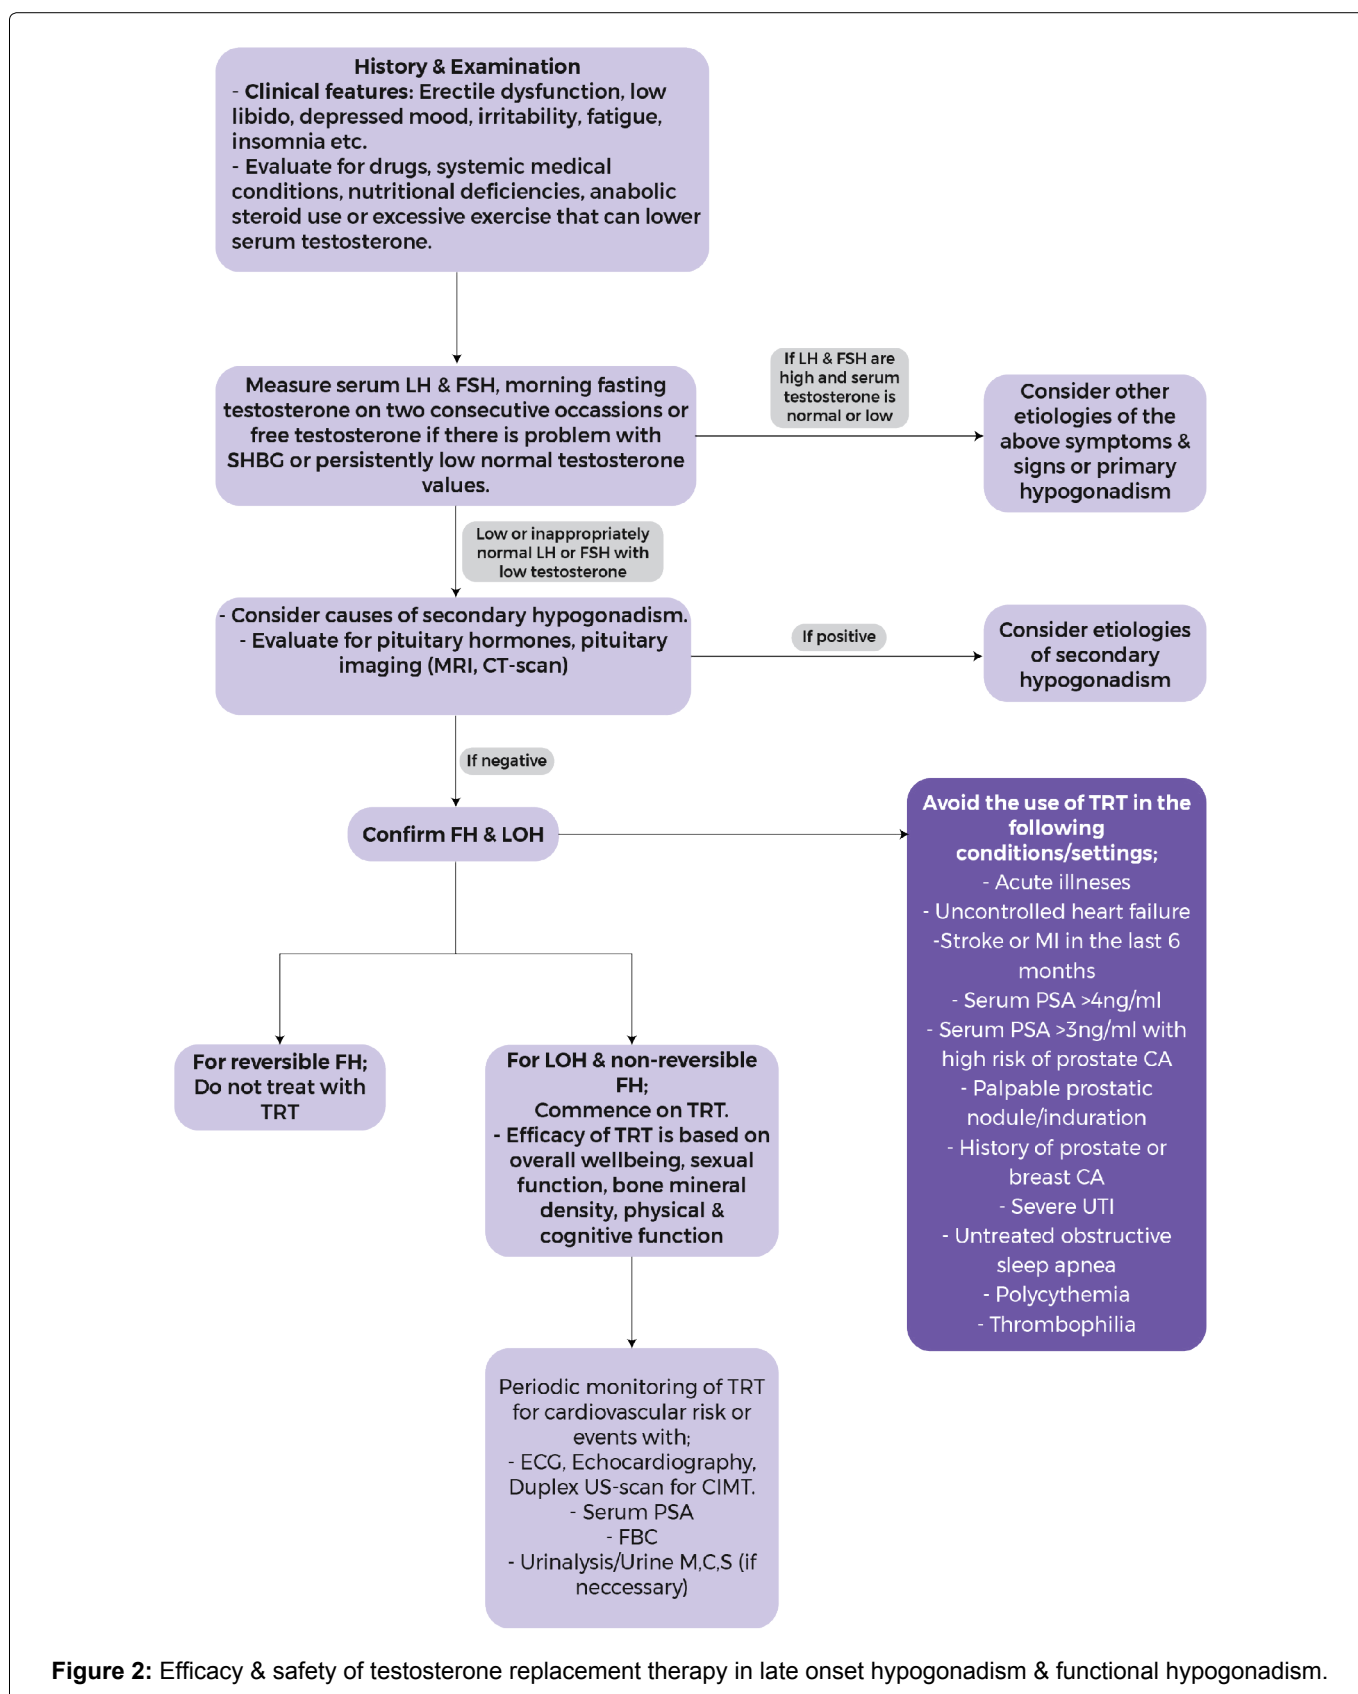 History & Examination
- Clinical features: Erectile dysfunction, low
libido, depressed mood, irritability, fatigue,
insomnia etc.
- Evaluate for drugs, systemic medical
conditions, nutritional deficiencies, anabolic
steroid use or excessive exercise that can lower
serum testosterone.
If LH & FSH are
high and serum
testosterone is
normal or low
Measure serum LH & FSH, morning fasting
testosterone on two consecutive occassions or
free testosterone if there is problem with
SHBG or persistently low normal testosterone
values.
Consider other
etiologies of the
above symptoms &
signs or primary
hypogonadism
Low or inappropriately
normal LH or FSH with
low testosterone
- Consider causes of secondary hypogonadism.
- Evaluate for pituitary hormones, pituitary
imaging (MRI, CT-scan)
If positive
Consider etiologies
of secondary
hypogonadism
If negative
Confirm FH & LOH
Avoid the use of TRT in the
following
conditions/settings;
- Acute illneses
- Uncontrolled heart failure
-Stroke or MI in the last 6
months
- Serum PSA >4ng/ml
- Serum PSA >3ng/ml with
high risk of prostate CA
- Palpable prostatic
nodule/induration
- History of prostate or
breast CA
- Severe UTI
- Untreated obstructive
sleep apnea
- Polycythemia
- Thrombophilia
For reversible FH;
Do not treat with
TRT
For LOH & non-reversible
FH;
Commence on TRT.
- Efficacy of TRT is based on
overall wellbeing, sexual
function, bone mineral
density, physical &
cognitive function
Periodic monitoring of TRT
for cardiovascular risk or
events with;
- ECG, Echocardiography,
Duplex US-scan for CIMT.
- Serum PSA
- FBC
- Urinalysis/Urine M,C,S (if
neccessary)
Figure 2: Efficacy & safety of testosterone replacement therapy in late onset hypogonadism & functional hypogonadism.